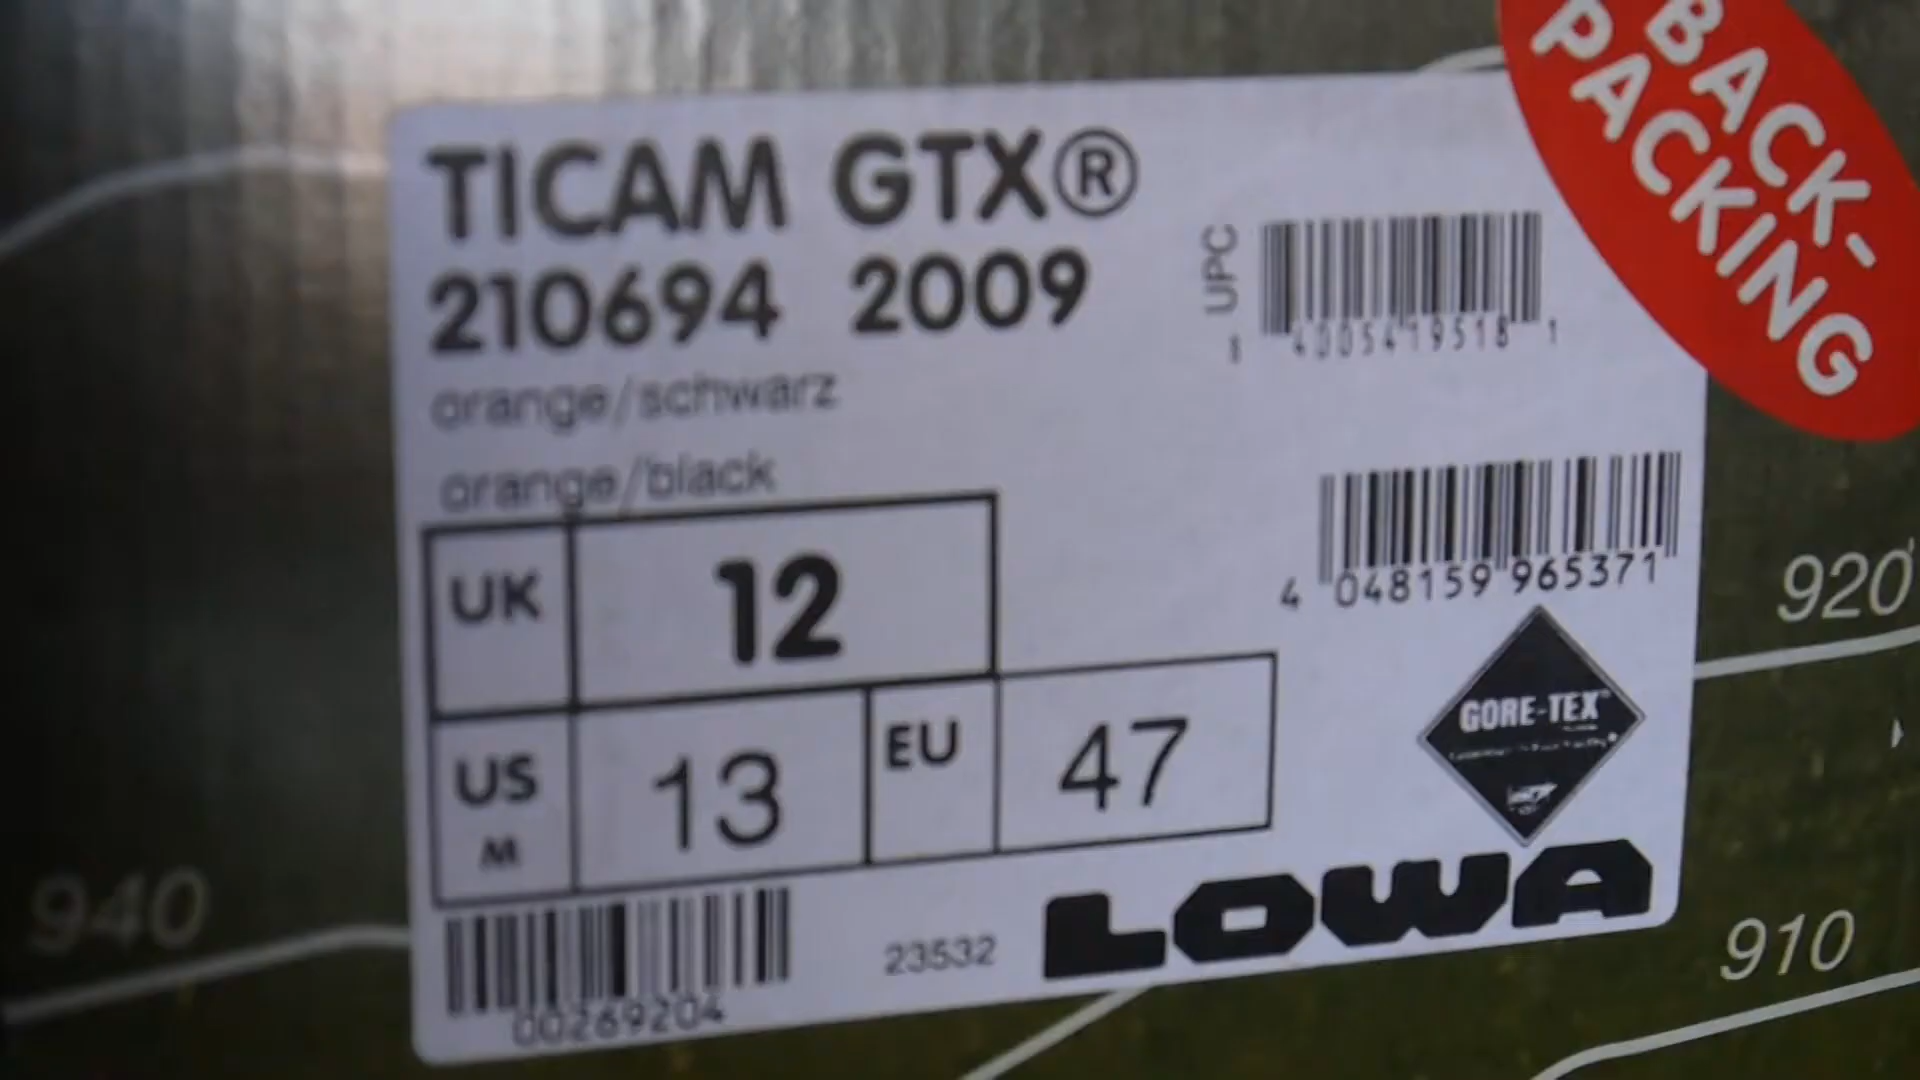 BACK-
PACKING
TICAM GTX®
210694 2009
orange/schwarz
orange/black
UPC
4005419518 1
4 048159 965371
UK 12
US M 13 EU 47
GORE-TEX
LOWA
23532
00269204
920
910
940